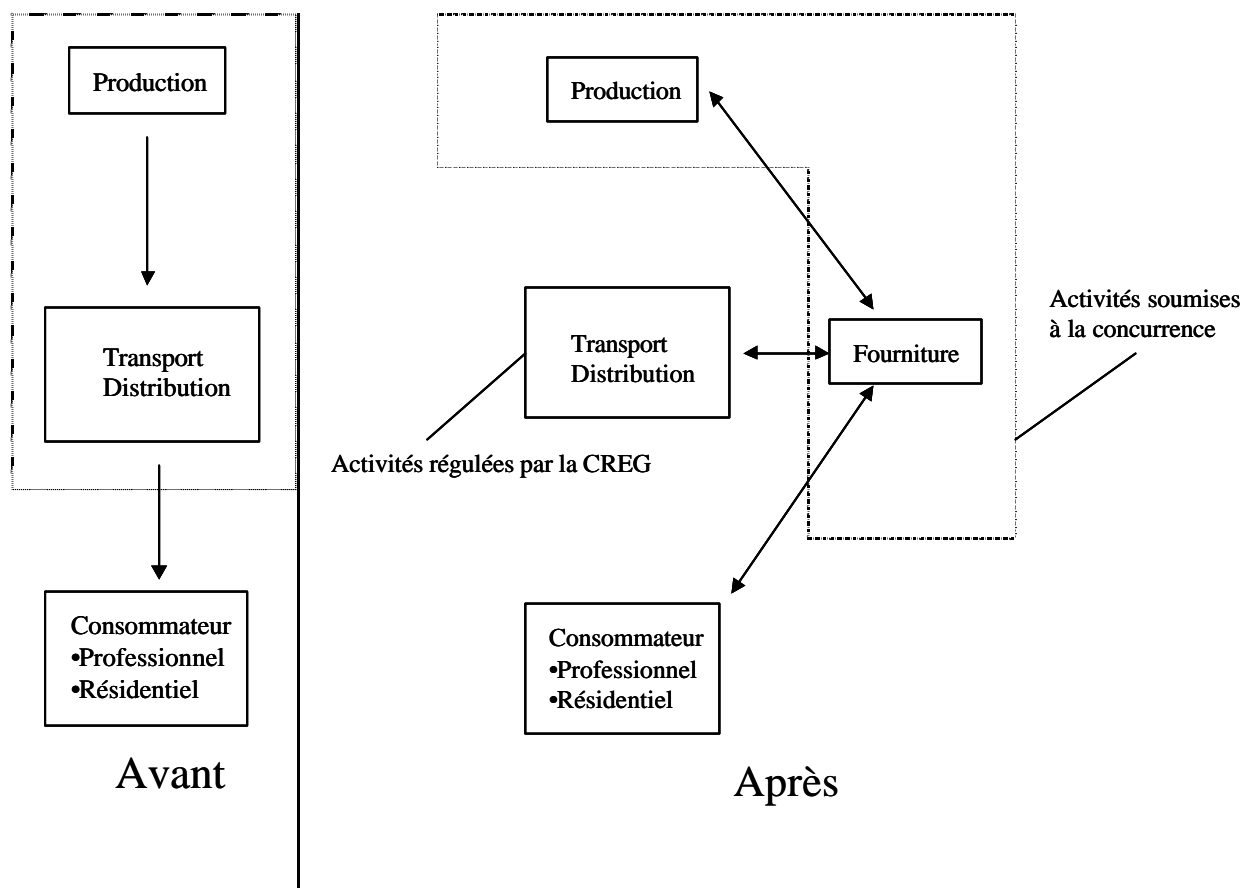 Production
Transport
Distribution
Consommateur
•Professionnel
•Résidentiel
Avant
Production
Transport
Distribution
Fourniture
Activités soumises
à la concurrence
Activités régulées par la CREG
Consommateur
•Professionnel
•Résidentiel
Après